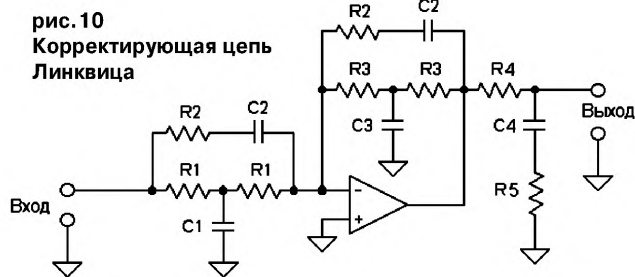 рис.10
Корректирующая цепь
Линквица
R2
C2
R3
R3
R4
C3
C4
Выход
R2
C2
R1
R1
R5
Вход
C1
-
+